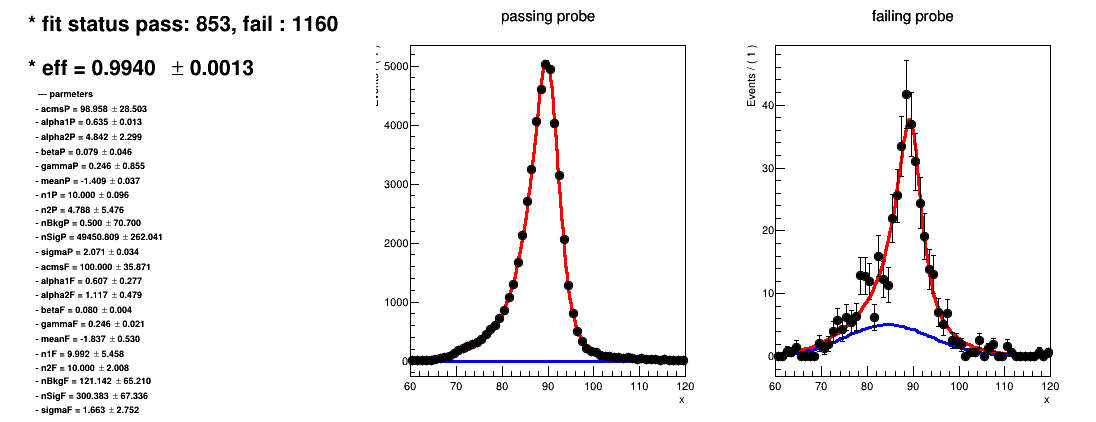 * fit status pass: 853, fail : 1160
* eff = 0.9940 ± 0.0013
--- parmeters
- acmsP = 98.958 ± 28.503
- alpha1P = 0.635 ± 0.013
- alpha2P = 4.842 ± 2.299
- betaP = 0.079 ± 0.046
- gammaP = 0.246 ± 0.855
- meanP = -1.409 ± 0.037
- n1P = 10.000 ± 0.096
- n2P = 4.788 ± 5.476
- nBkgP = 0.500 ± 70.700
- nSigP = 49450.809 ± 262.041
- sigmaP = 2.071 ± 0.034
- acmsF = 100.000 ± 35.871
- alpha1F = 0.607 ± 0.277
- alpha2F = 1.117 ± 0.479
- betaF = 0.080 ± 0.004
- gammaF = 0.246 ± 0.021
- meanF = -1.837 ± 0.530
- n1F = 9.992 ± 5.458
- n2F = 10.000 ± 2.008
- nBkgF = 121.142 ± 65.210
- nSigF = 300.383 ± 67.336
- sigmaF = 1.663 ± 2.752
passing probe
5000
4000
3000
2000
1000
0
60 70 80 90 100 110 120
x
failing probe
Events / ( 1 )
40
30
20
10
0
60 70 80 90 100 110 120
x